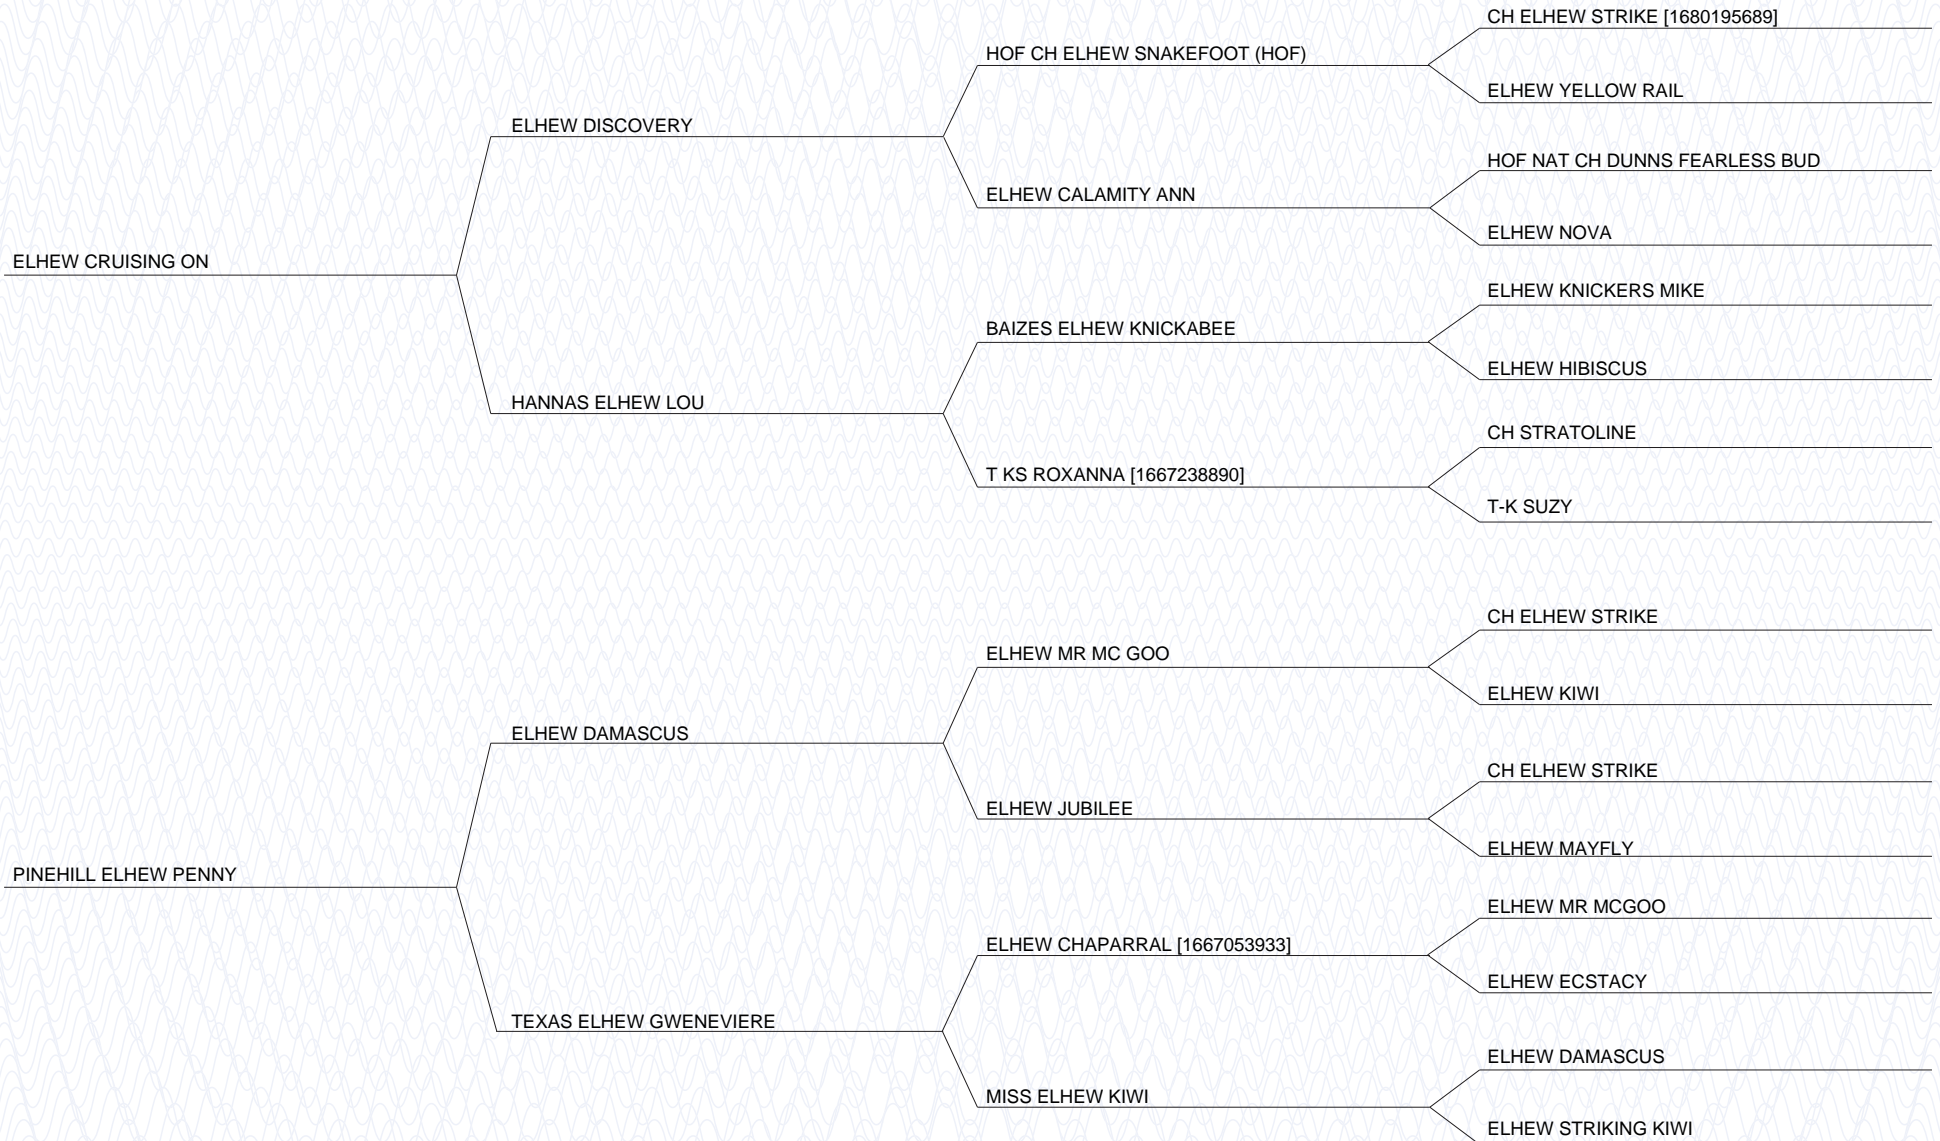 CH ELHEW STRIKE [1680195689]
HOF CH ELHEW SNAKEFOOT (HOF)
ELHEW YELLOW RAIL
ELHEW DISCOVERY
HOF NAT CH DUNNS FEARLESS BUD
ELHEW CALAMITY ANN
ELHEW NOVA
ELHEW CRUISING ON
ELHEW KNICKERS MIKE
BAIZES ELHEW KNICKABEE
ELHEW HIBISCUS
HANNAS ELHEW LOU
CH STRATOLINE
T KS ROXANNA [1667238890]
T-K SUZY
CH ELHEW STRIKE
ELHEW MR MC GOO
ELHEW KIWI
ELHEW DAMASCUS
CH ELHEW STRIKE
ELHEW JUBILEE
ELHEW MAYFLY
PINEHILL ELHEW PENNY
ELHEW MR MCGOO
ELHEW CHAPARRAL [1667053933]
ELHEW ECSTACY
TEXAS ELHEW GWENEVIERE
ELHEW DAMASCUS
MISS ELHEW KIWI
ELHEW STRIKING KIWI